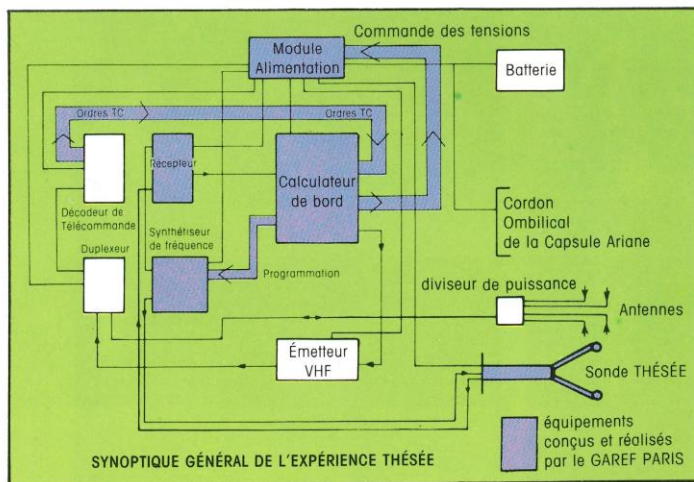 Commande des tensions
Module
Alimentation
Batterie
Ordres TC
Ordres TC
Récepteur
Calculateur
de bord
Décodeur de
Télécommande
Cordon
Ombilical
de la Capsule Ariane
Duplexeur
Synthétiseur
de fréquence
Programmation
diviseur de puissance
Antennes
Émetteur
VHF
Sonde THÉSÉE
équipements
conçus et réalisés
par le GAREF PARIS
SYNOPTIQUE GÉNÉRAL DE L'EXPÉRIENCE THÉSÉE